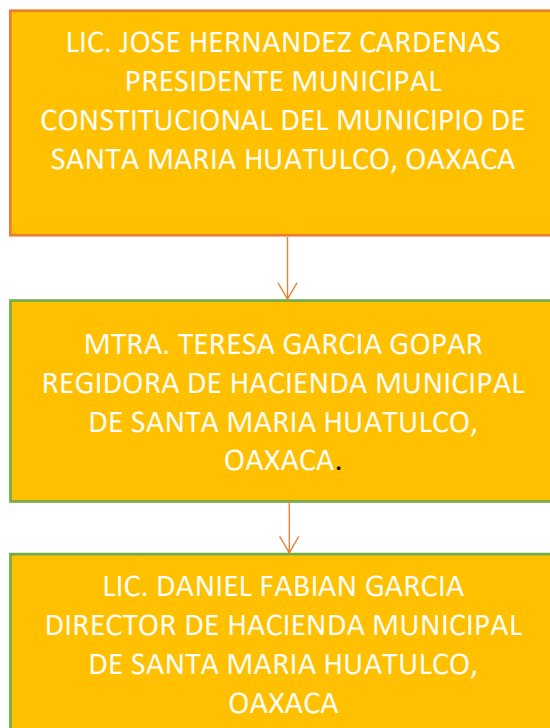 LIC. JOSE HERNANDEZ CARDENAS
PRESIDENTE MUNICIPAL
CONSTITUCIONAL DEL MUNICIPIO DE
SANTA MARIA HUATULCO, OAXACA
MTRA. TERESA GARCIA GOPAR
REGIDORA DE HACIENDA MUNICIPAL
DE SANTA MARIA HUATULCO,
OAXACA.
LIC. DANIEL FABIAN GARCIA
DIRECTOR DE HACIENDA MUNICIPAL
DE SANTA MARIA HUATULCO,
OAXACA